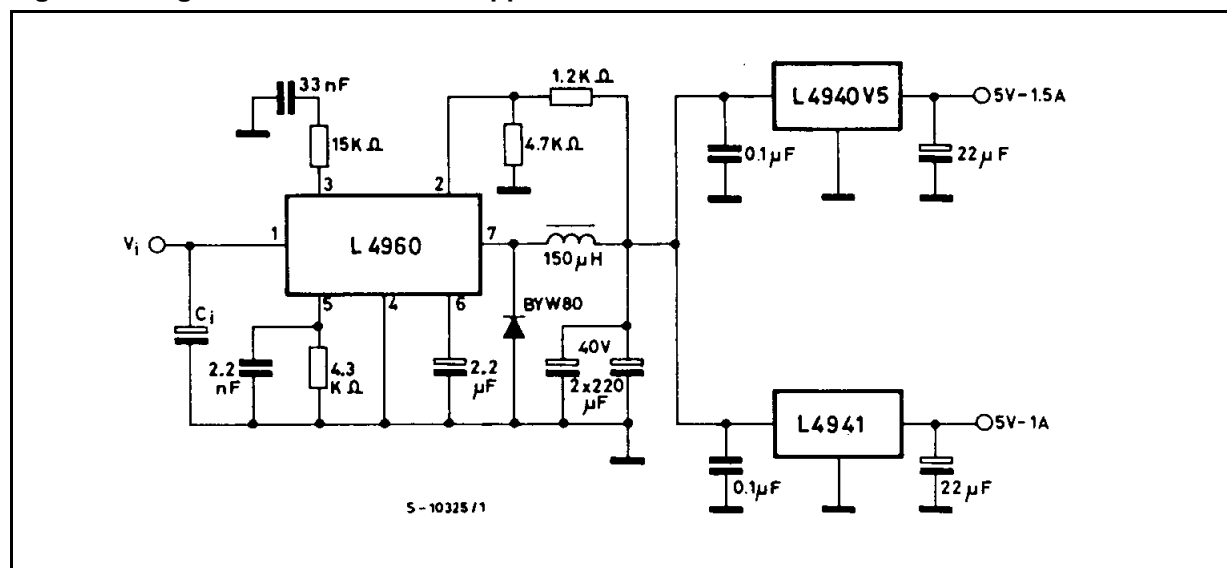 33nF
15KΩ
3
1.2KΩ
2
4.7KΩ
L4940V5
5V-1.5A
0.1µF
22µF
Vi
1
L4960
7
150µH
5
4
6
BYW80
Ci
2.2
nF
4.3
KΩ
2.2
µF
40V
2x220
µF
L4941
5V-1A
0.1µF
22µF
S-10325/1